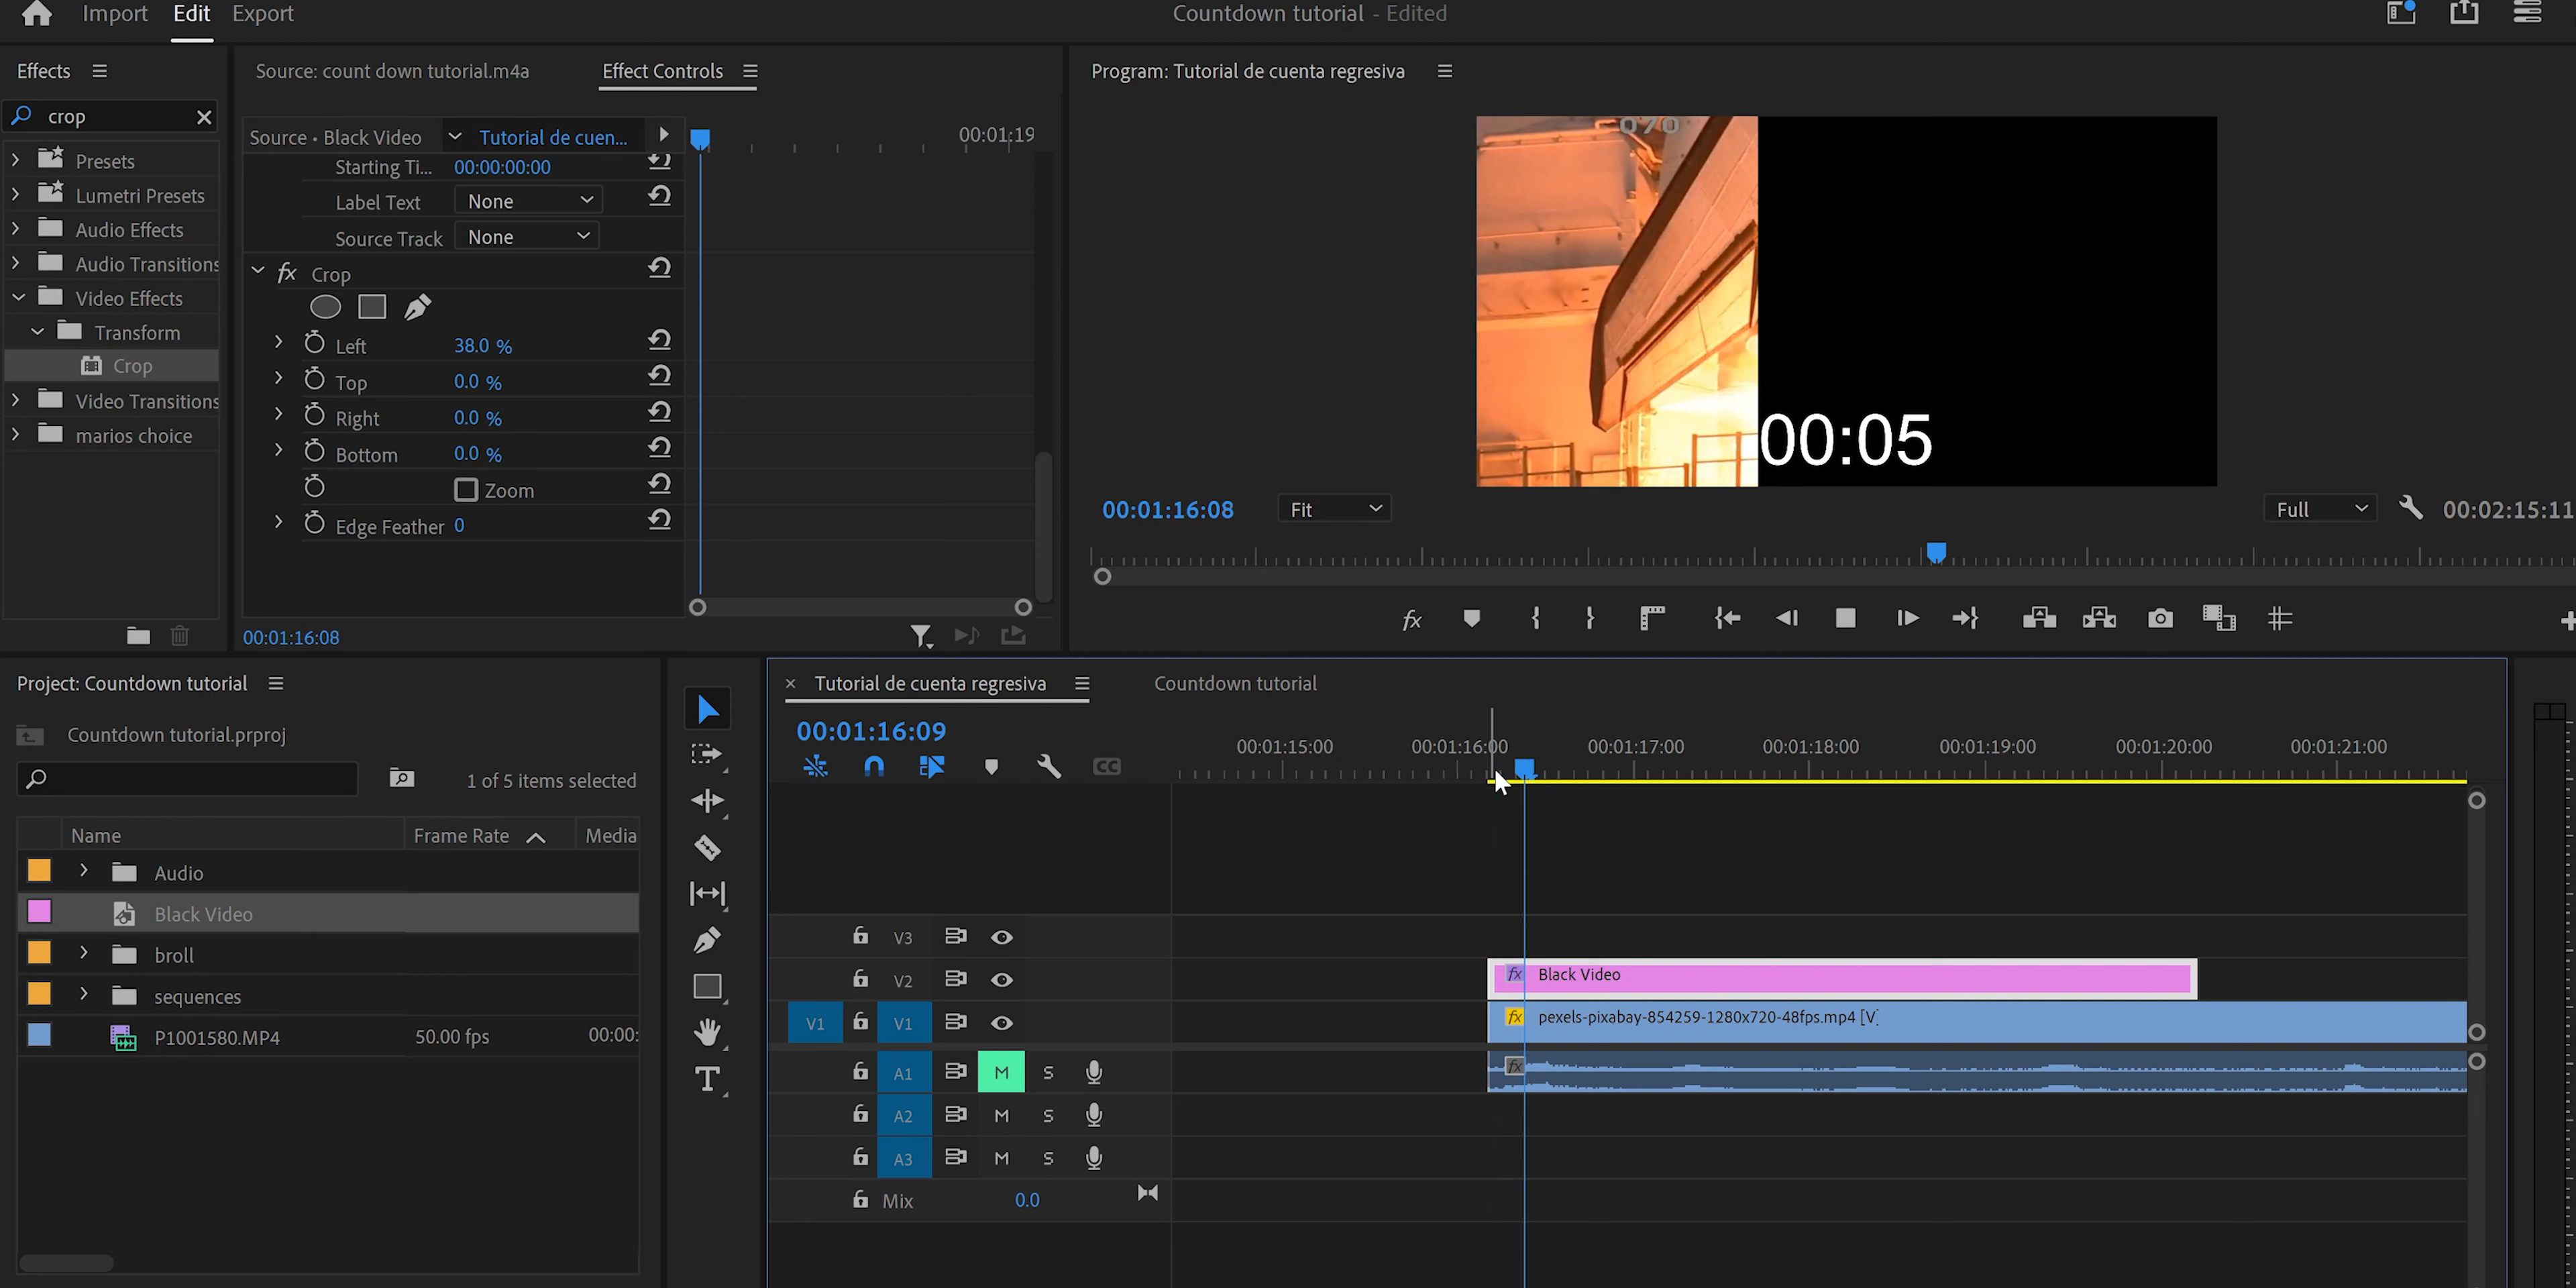 Import Edit Export
Countdown tutorial - Edited
Effects
crop
Presets
Lumetri Presets
Audio Effects
Audio Transitions
Video Effects
Transform
Crop
Video Transitions
marios choice
Source: count down tutorial.m4a
Effect Controls
Source • Black Video
Tutorial de cuen...
00:01:19
Starting Ti... 00:00:00:00
Label Text None
Source Track None
fx Crop
Left 38.0 %
Top 0.0 %
Right 0.0 %
Bottom 0.0 %
Zoom
Edge Feather 0
00:01:16:08
Program: Tutorial de cuenta regresiva
070
00:05
00:01:16:08 Fit Full 00:02:15:11
fx
Project: Countdown tutorial
Countdown tutorial.prproj
1 of 5 items selected
Name Frame Rate Media
Audio
Black Video
broll
sequences
P1001580.MP4 50.00 fps 00:00:
Tutorial de cuenta regresiva
Countdown tutorial
00:01:16:09
CC
00:01:15:00 00:01:16:00 00:01:17:00 00:01:18:00 00:01:19:00 00:01:20:00 00:01:21:00
V3
V2
fx Black Video
V1 V1
fx pexels-pixabay-854259-1280x720-48fps.mp4 [V]
A1 M S
fx
A2 M S
A3 M S
Mix 0.0
T